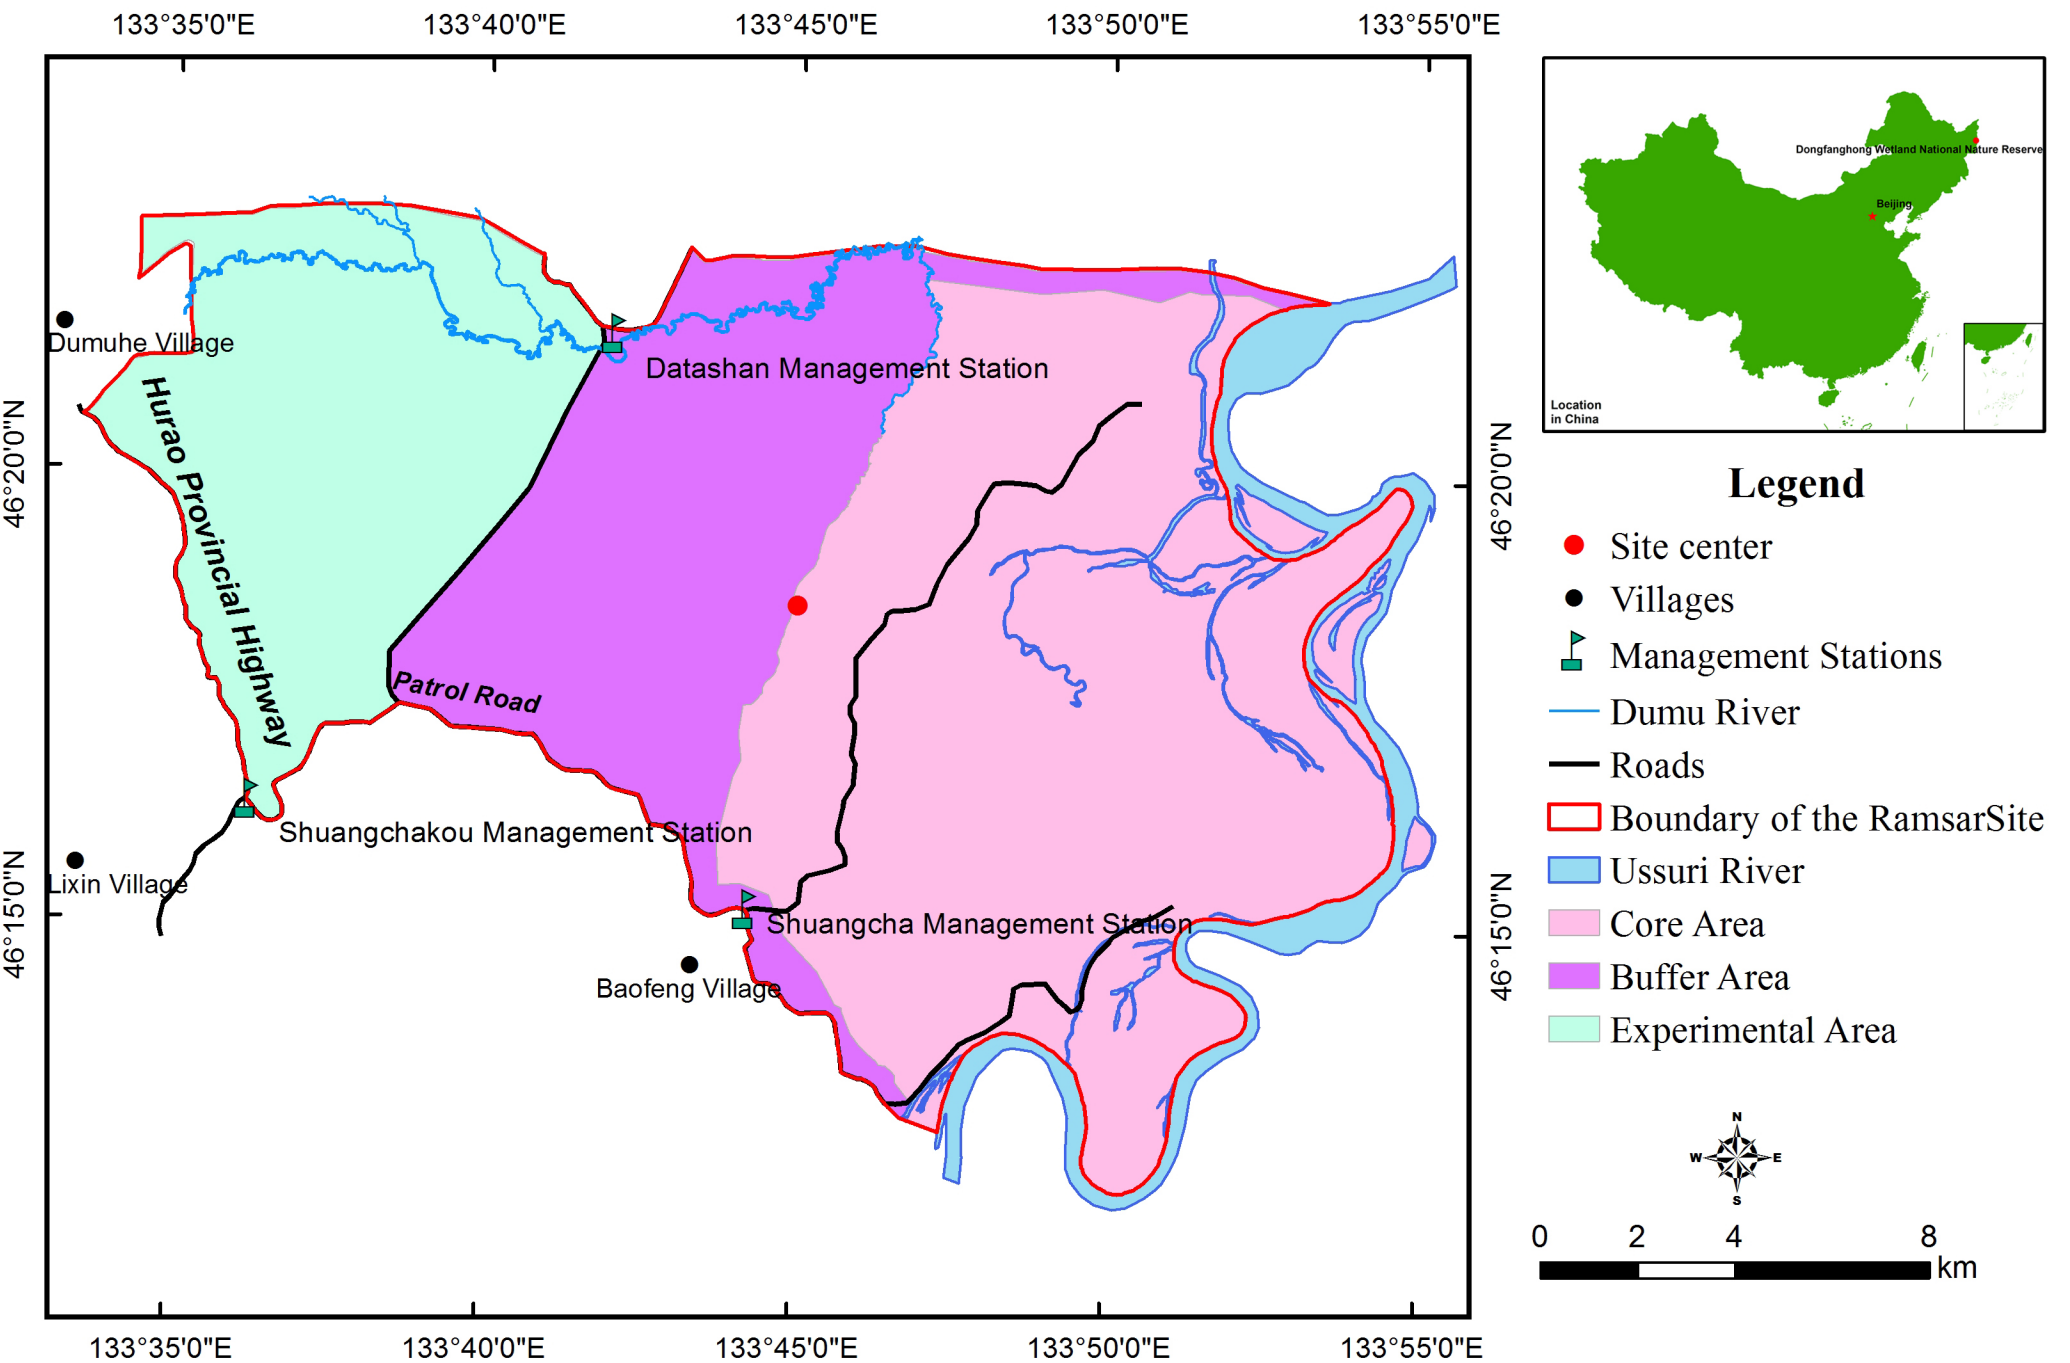 133°35'0"E
133°40'0"E
133°45'0"E
133°50'0"E
133°55'0"E
46°20'0"N
46°15'0"N
Dumuhe Village
Hurao Provincial Highway
Datashan Management Station
Patrol Road
Shuangchakou Management Station
Lixin Village
Shuangcha Management Station
Baofeng Village
46°20'0"N
46°15'0"N
133°35'0"E
133°40'0"E
133°45'0"E
133°50'0"E
133°55'0"E
Dongfanghong Wetland National Nature Reserve
Beijing
Location
in China
Legend
Site center
Villages
Management Stations
Dumu River
Roads
Boundary of the RamsarSite
Ussuri River
Core Area
Buffer Area
Experimental Area
N
W E
S
0 2 4 8
km